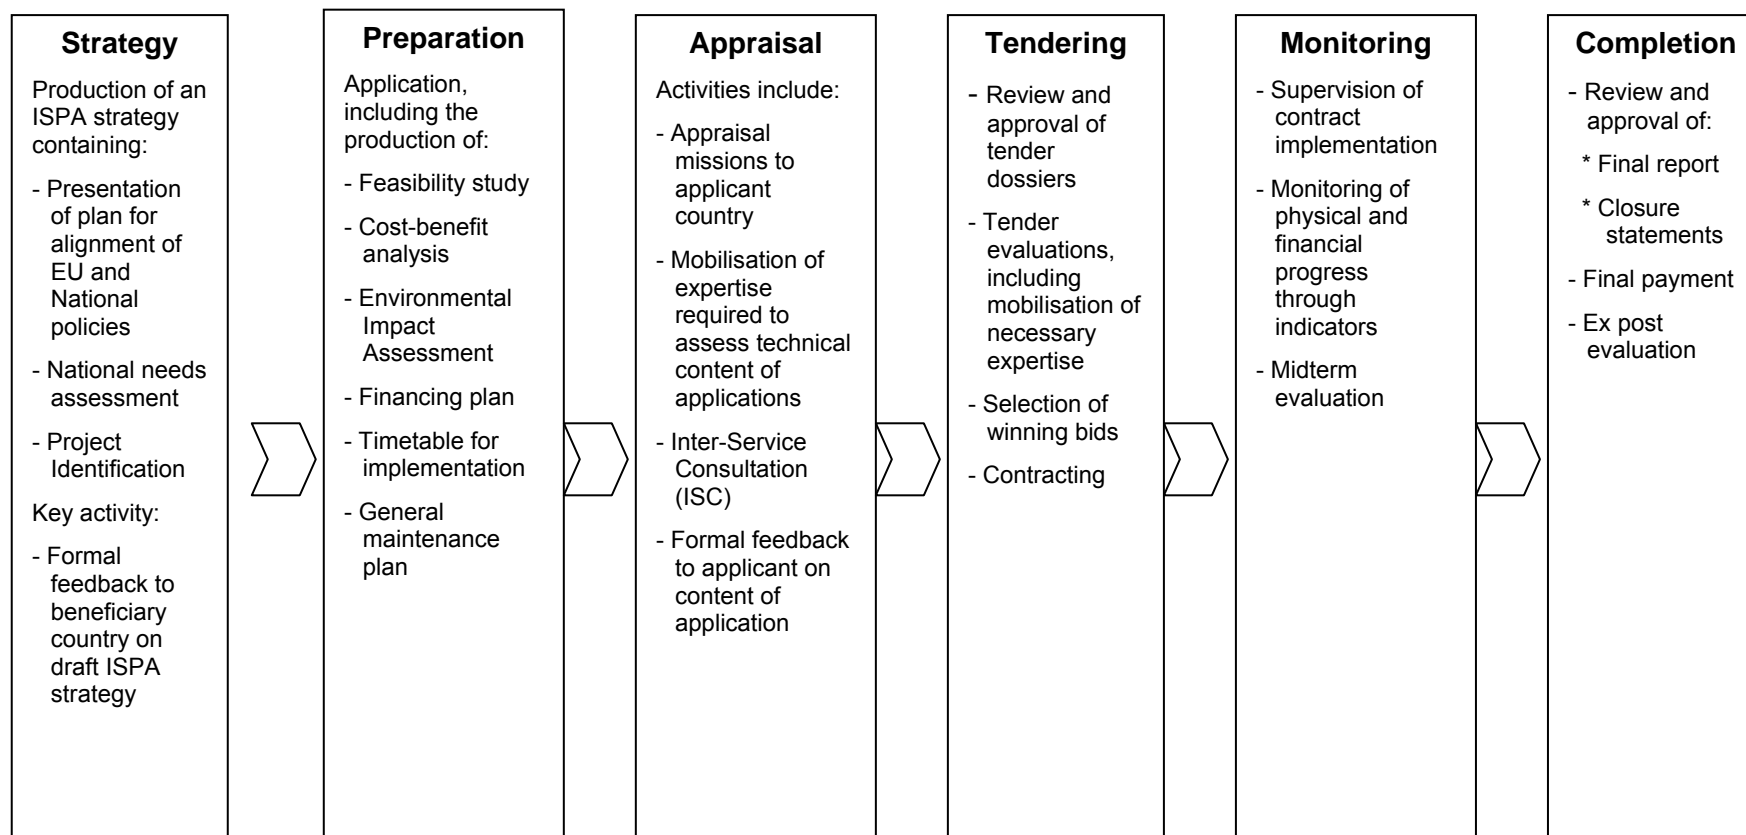 Strategy
Production of an
ISPA strategy
containing:
- Presentation
of plan for
alignment of
EU and
National
policies
- National needs
assessment
- Project
Identification
Key activity:
- Formal
feedback to
beneficiary
country on
draft ISPA
strategy
Preparation
Application,
including the
production of:
- Feasibility study
- Cost-benefit
analysis
- Environmental
Impact
Assessment
- Financing plan
- Timetable for
implementation
- General
maintenance
plan
Appraisal
Activities include:
- Appraisal
missions to
applicant
country
- Mobilisation of
expertise
required to
assess technical
content of
applications
- Inter-Service
Consultation
(ISC)
- Formal feedback
to applicant on
content of
application
Tendering
- Review and
approval of
tender
dossiers
- Tender
evaluations,
including
mobilisation of
necessary
expertise
- Selection of
winning bids
- Contracting
Monitoring
- Supervision of
contract
implementation
- Monitoring of
physical and
financial
progress
through
indicators
- Midterm
evaluation
Completion
- Review and
approval of:
* Final report
* Closure
statements
- Final payment
- Ex post
evaluation